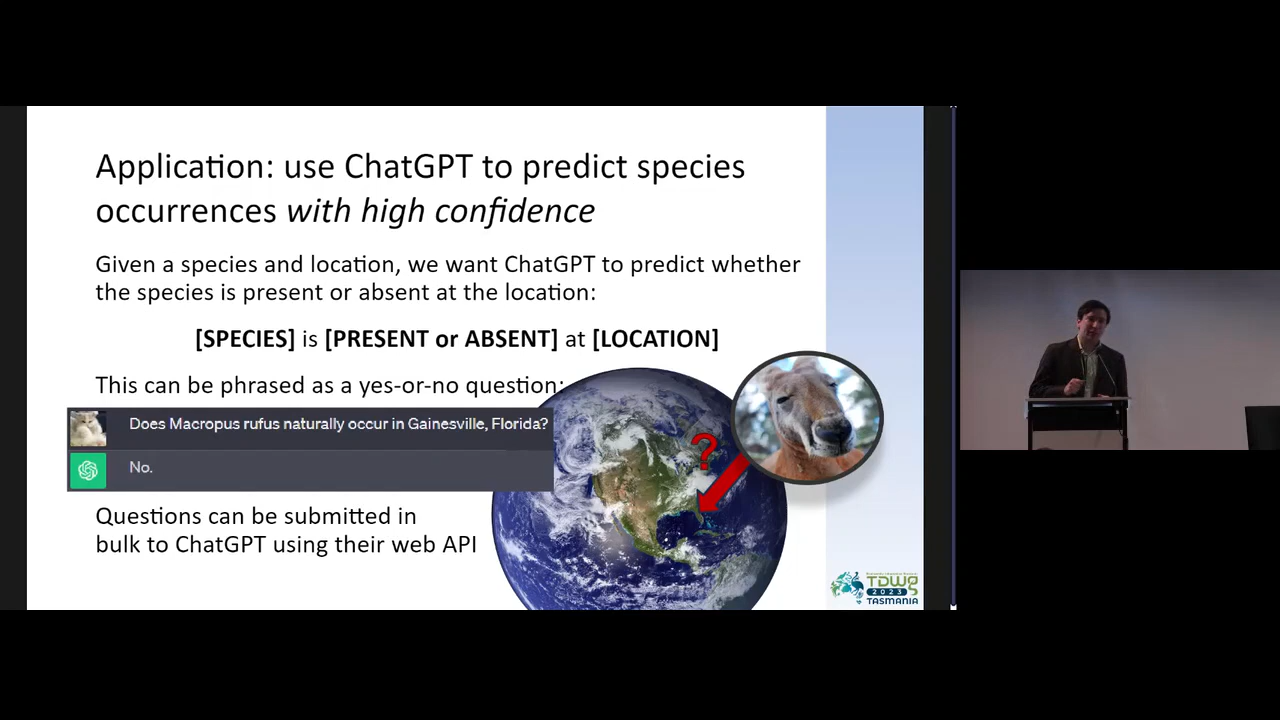 Application: use ChatGPT to predict species
occurrences with high confidence
Given a species and location, we want ChatGPT to predict whether
the species is present or absent at the location:
[SPECIES] is [PRESENT or ABSENT] at [LOCATION]
This can be phrased as a yes-or-no question:
Does Macropus rufus naturally occur in Gainesville, Florida?
No.
?
Questions can be submitted in
bulk to ChatGPT using their web API
TDWG
2023
TASMANIA